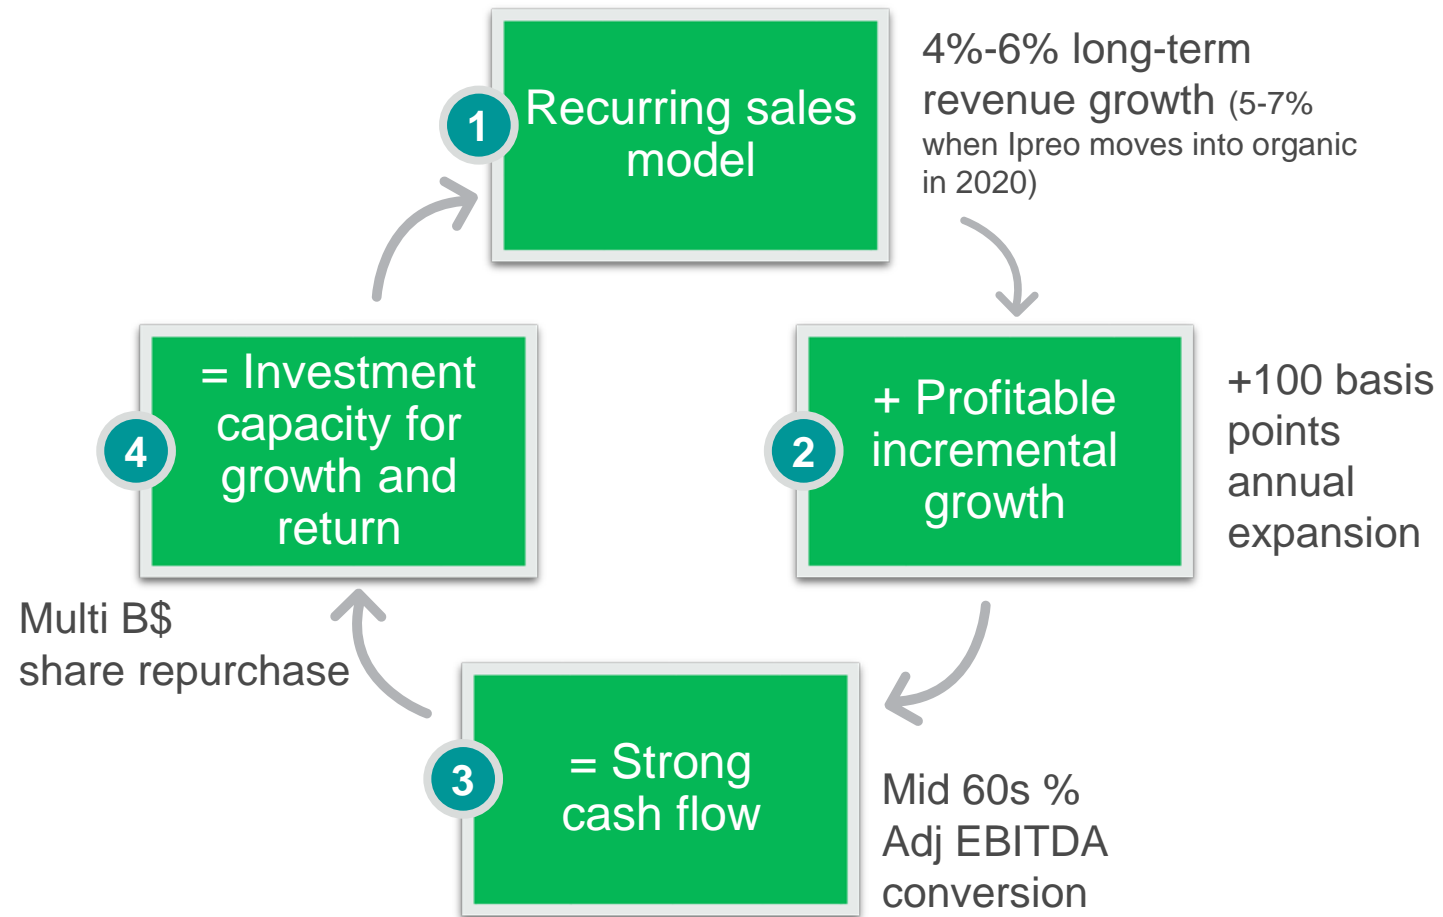 1
Recurring sales
model
4%-6% long-term
revenue growth (5-7%
when Ipreo moves into organic
in 2020)
2
+ Profitable
incremental
growth
+100 basis
points
annual
expansion
3
= Strong
cash flow
Mid 60s %
Adj EBITDA
conversion
4
= Investment
capacity for
growth and
return
Multi B$
share repurchase